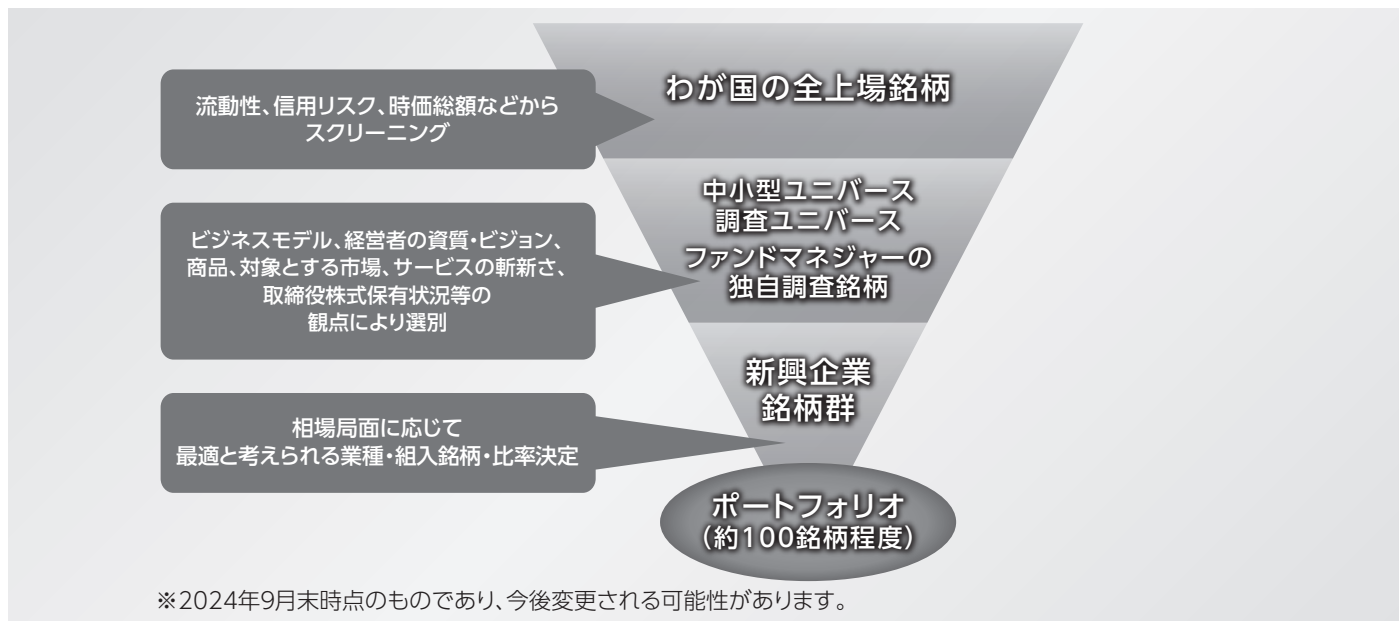 わが国の全上場銘柄
流動性、信用リスク、時価総額などから
スクリーニング
中小型ユニバース
調査ユニバース
ファンドマネジャーの
独自調査銘柄
ビジネスモデル、経営者の資質・ビジョン、
商品、対象とする市場、サービスの斬新さ、
取締役株式保有状況等の
観点により選別
新興企業
銘柄群
相場局面に応じて
最適と考えられる業種・組入銘柄・比率決定
ポートフォリオ
（約100銘柄程度）
※2024年9月末時点のものであり、今後変更される可能性があります。